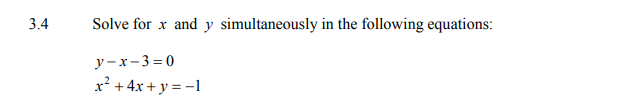 3.4 Solve for x and y simultaneously in the following equations:
y − x − 3 = 0
x² + 4x + y = −1